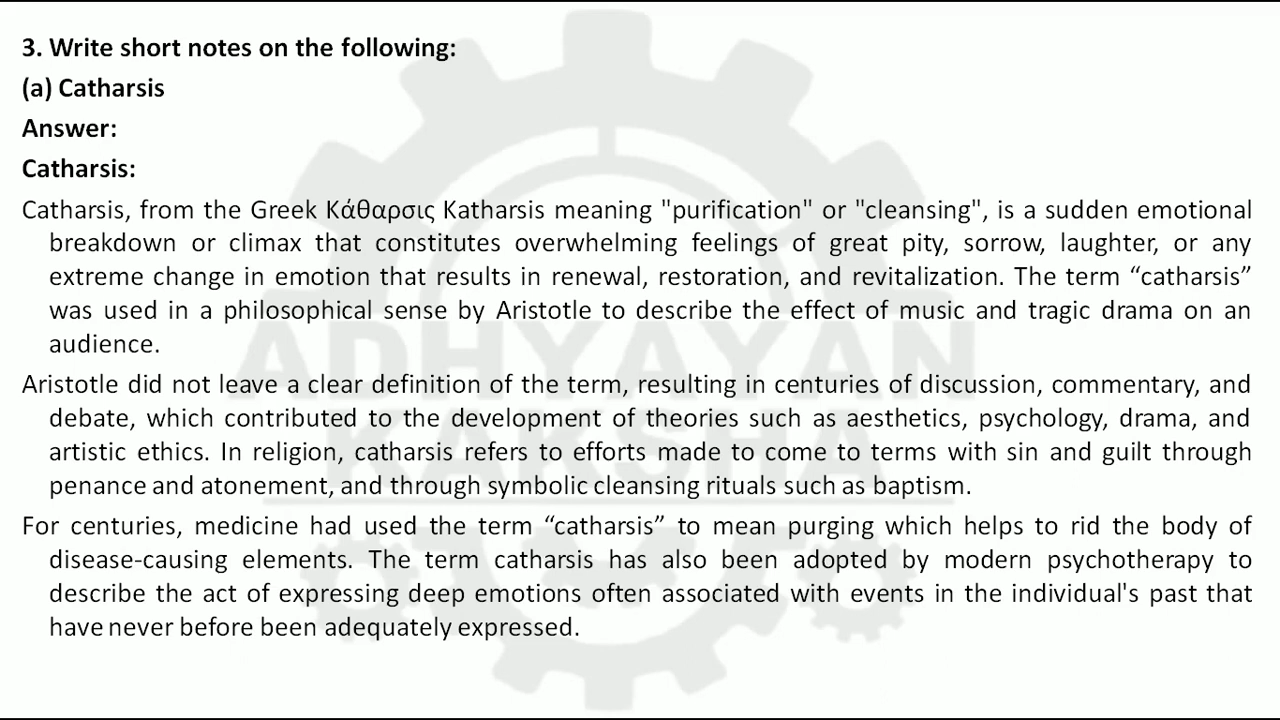 3. Write short notes on the following:
(a) Catharsis
Answer:
Catharsis:
Catharsis, from the Greek Κάθαρσις Katharsis meaning "purification" or "cleansing", is a sudden emotional
breakdown or climax that constitutes overwhelming feelings of great pity, sorrow, laughter, or any
extreme change in emotion that results in renewal, restoration, and revitalization. The term “catharsis”
was used in a philosophical sense by Aristotle to describe the effect of music and tragic drama on an
audience.
Aristotle did not leave a clear definition of the term, resulting in centuries of discussion, commentary, and
debate, which contributed to the development of theories such as aesthetics, psychology, drama, and
artistic ethics. In religion, catharsis refers to efforts made to come to terms with sin and guilt through
penance and atonement, and through symbolic cleansing rituals such as baptism.
For centuries, medicine had used the term “catharsis” to mean purging which helps to rid the body of
disease-causing elements. The term catharsis has also been adopted by modern psychotherapy to
describe the act of expressing deep emotions often associated with events in the individual's past that
have never before been adequately expressed.
ADHYAYAN
KAKSHA